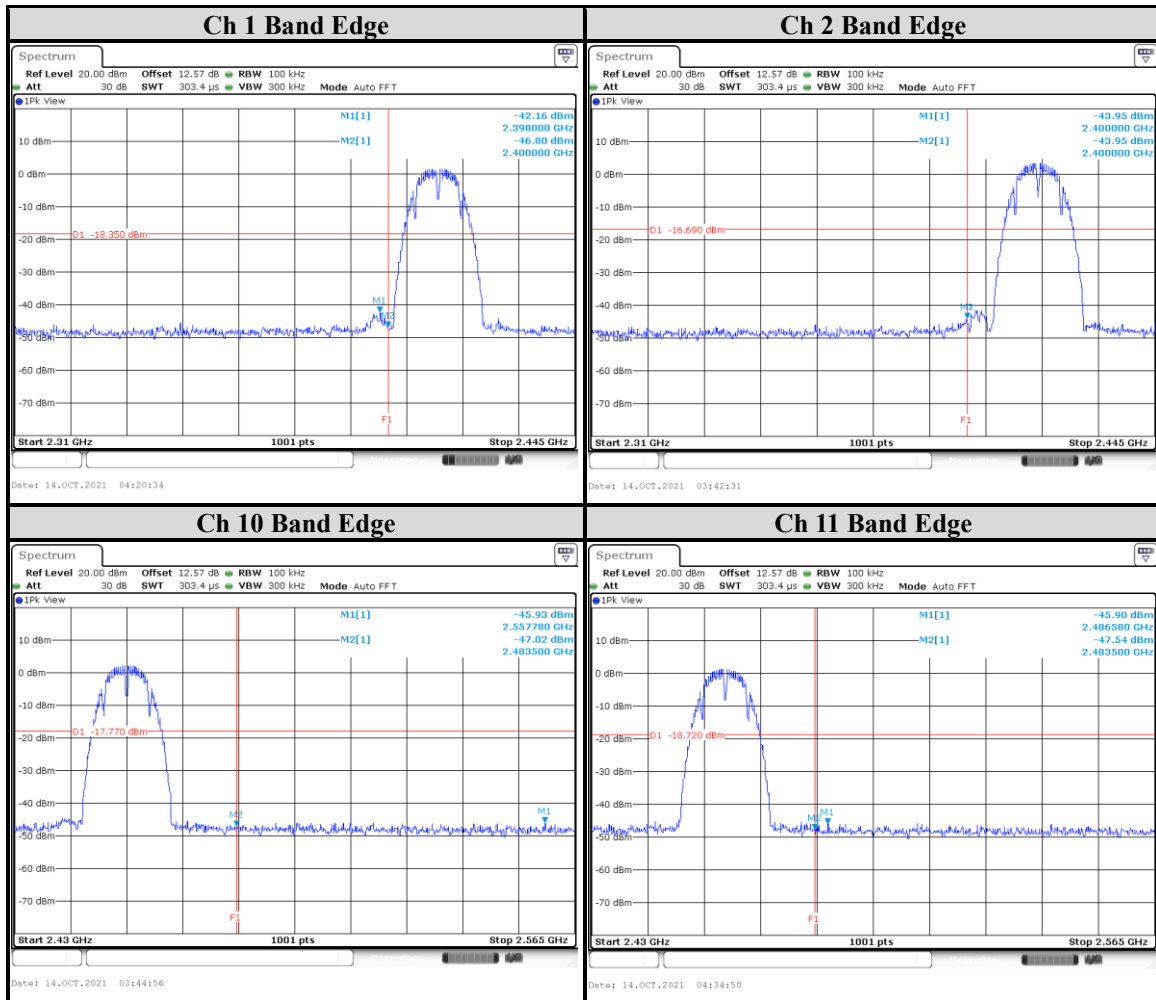 Ch 1 Band Edge
Spectrum
Ref Level 20.00 dBm Offset 12.57 dB RBW 100 kHz
Att 30 dB SWT 303.4 µs VBW 300 kHz Mode Auto FFT
1Pk View
M1[1] -42.16 dBm
2.398000 GHz
M2[1] -46.80 dBm
2.400000 GHz
10 dBm
0 dBm
-10 dBm
D1 -18.350 dBm
-20 dBm
-30 dBm
M1
-40 dBm
M2
-50 dBm
-60 dBm
-70 dBm
F1
Start 2.31 GHz 1001 pts Stop 2.445 GHz
Date: 14.OCT.2021 04:20:34
Ch 2 Band Edge
Spectrum
Ref Level 20.00 dBm Offset 12.57 dB RBW 100 kHz
Att 30 dB SWT 303.4 µs VBW 300 kHz Mode Auto FFT
1Pk View
M1[1] -43.95 dBm
2.400000 GHz
M2[1] -43.95 dBm
2.400000 GHz
10 dBm
0 dBm
-10 dBm
D1 -16.690 dBm
-20 dBm
-30 dBm
-40 dBm
M2
-50 dBm
-60 dBm
-70 dBm
F1
Start 2.31 GHz 1001 pts Stop 2.445 GHz
Date: 14.OCT.2021 03:42:31
Ch 10 Band Edge
Spectrum
Ref Level 20.00 dBm Offset 12.57 dB RBW 100 kHz
Att 30 dB SWT 303.4 µs VBW 300 kHz Mode Auto FFT
1Pk View
M1[1] -45.93 dBm
2.557780 GHz
M2[1] -47.02 dBm
2.483500 GHz
10 dBm
0 dBm
-10 dBm
D1 -17.770 dBm
-20 dBm
-30 dBm
-40 dBm
M2 M1
-50 dBm
-60 dBm
-70 dBm
F1
Start 2.43 GHz 1001 pts Stop 2.565 GHz
Date: 14.OCT.2021 03:44:56
Ch 11 Band Edge
Spectrum
Ref Level 20.00 dBm Offset 12.57 dB RBW 100 kHz
Att 30 dB SWT 303.4 µs VBW 300 kHz Mode Auto FFT
1Pk View
M1[1] -45.90 dBm
2.486580 GHz
M2[1] -47.54 dBm
2.483500 GHz
10 dBm
0 dBm
-10 dBm
D1 -18.720 dBm
-20 dBm
-30 dBm
-40 dBm
M2 M1
-50 dBm
-60 dBm
-70 dBm
F1
Start 2.43 GHz 1001 pts Stop 2.565 GHz
Date: 14.OCT.2021 04:34:50